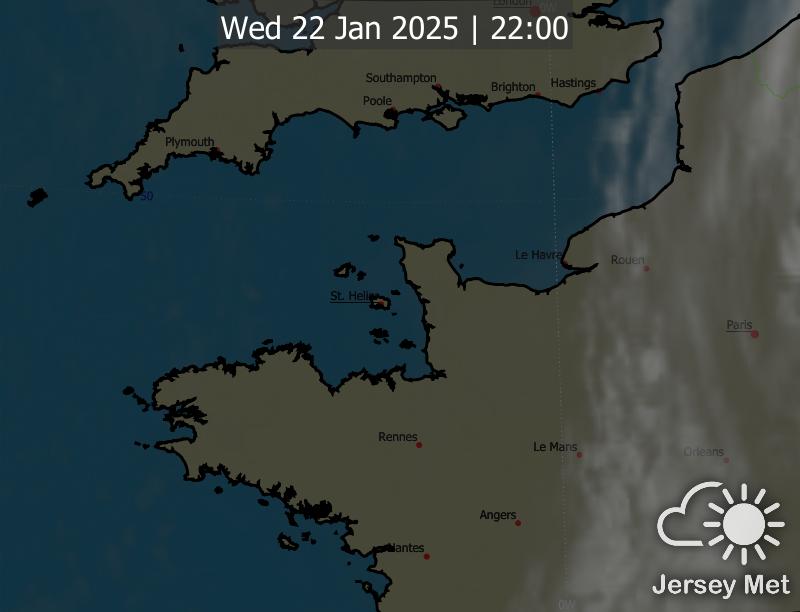 London
0W
Wed 22 Jan 2025 | 22:00
Southampton
Brighton
Hastings
Poole
Plymouth
50
Le Havre
Rouen
St. Helier
Paris
Rennes
Le Mans
Orleans
Angers
Nantes
Jersey Met
0W